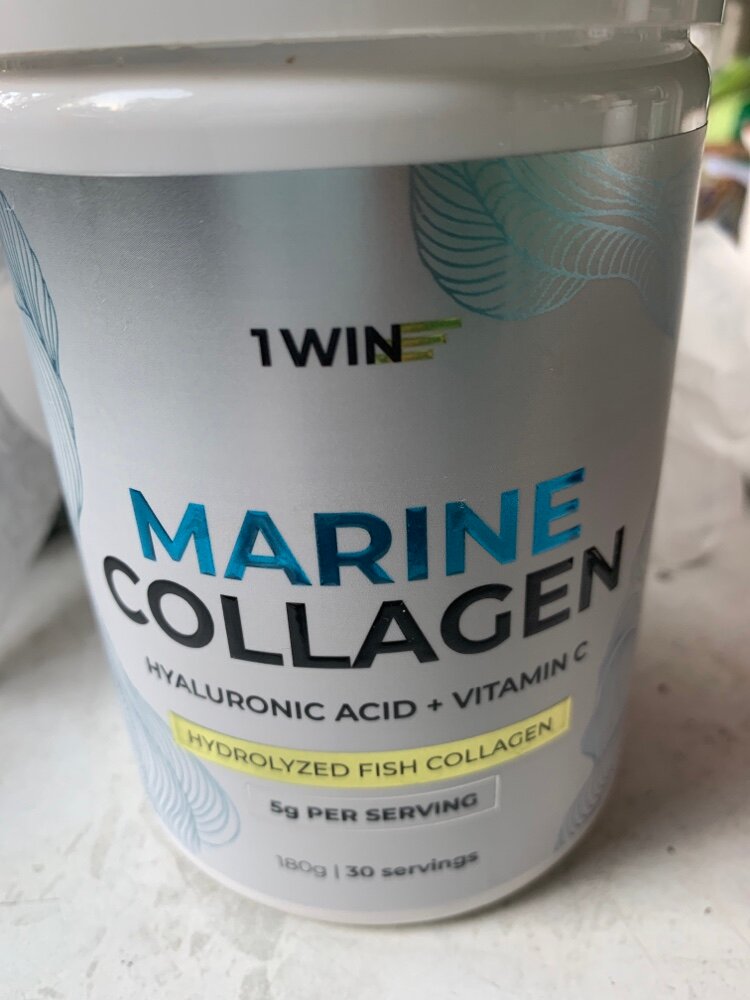 1WIN
MARINE
COLLAGEN
HYALURONIC ACID + VITAMIN C
HYDROLYZED FISH COLLAGEN
5g PER SERVING
180g | 30 servings